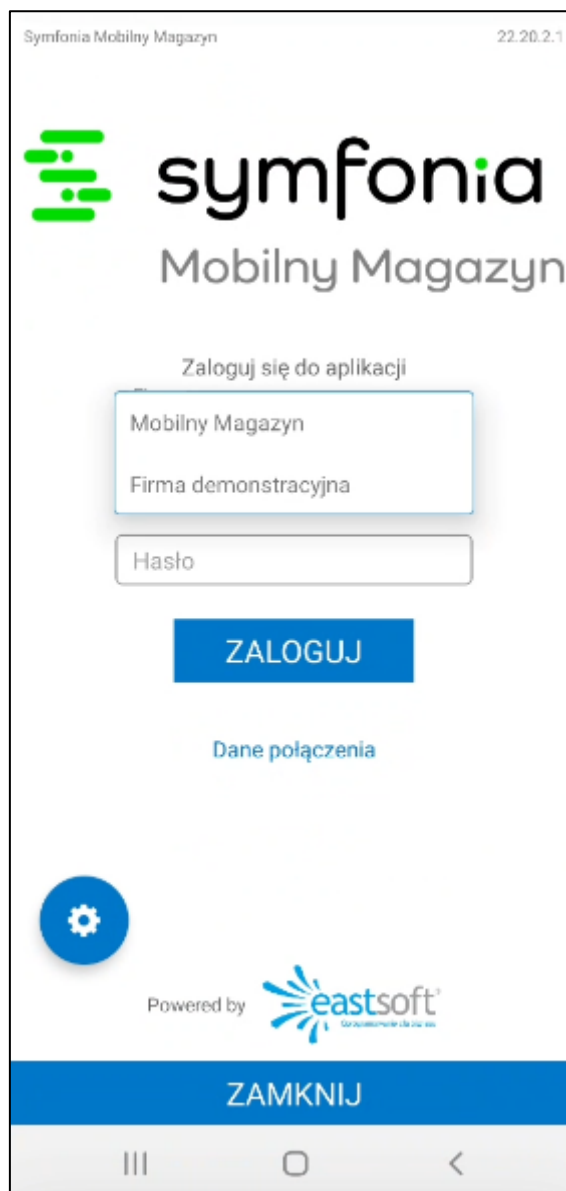 Symfonia Mobilny Magazyn 22.20.2.1
symfonia
Mobilny Magazyn
Zaloguj się do aplikacji
Mobilny Magazyn
Firma demonstracyjna
Hasło
ZALOGUJ
Dane połączenia
Powered by eastsoft
ZAMKNIJ